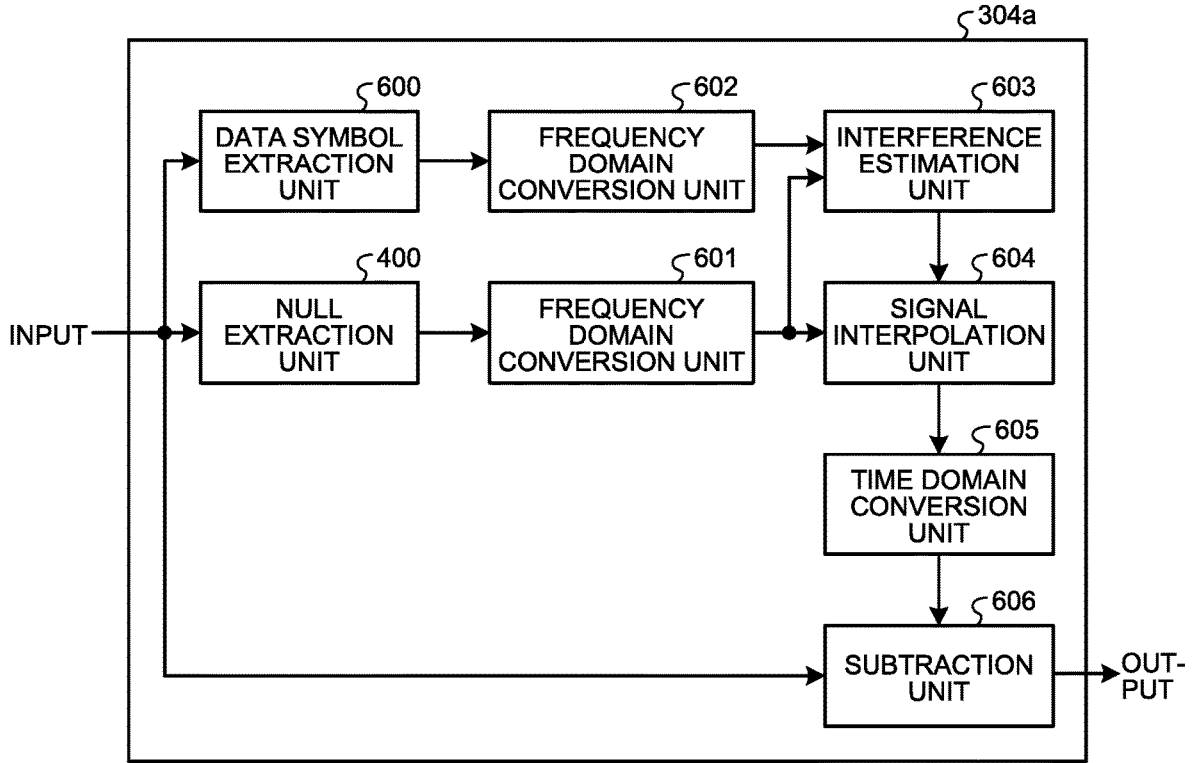 304a
600
DATA SYMBOL
EXTRACTION
UNIT
602
FREQUENCY
DOMAIN
CONVERSION UNIT
603
INTERFERENCE
ESTIMATION
UNIT
INPUT
400
NULL
EXTRACTION
UNIT
601
FREQUENCY
DOMAIN
CONVERSION UNIT
604
SIGNAL
INTERPOLATION
UNIT
605
TIME DOMAIN
CONVERSION
UNIT
606
SUBTRACTION
UNIT
OUT-
PUT